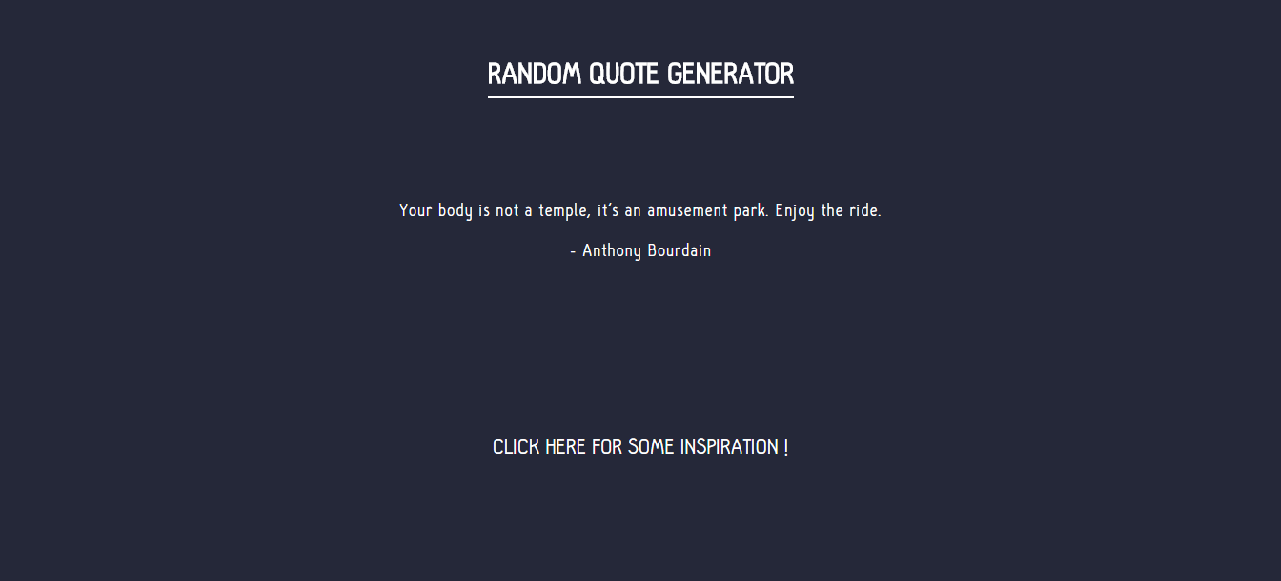 RANDOM QUOTE GENERATOR
Your body is not a temple, it's an amusement park. Enjoy the ride.
- Anthony Bourdain
CLICK HERE FOR SOME INSPIRATION !